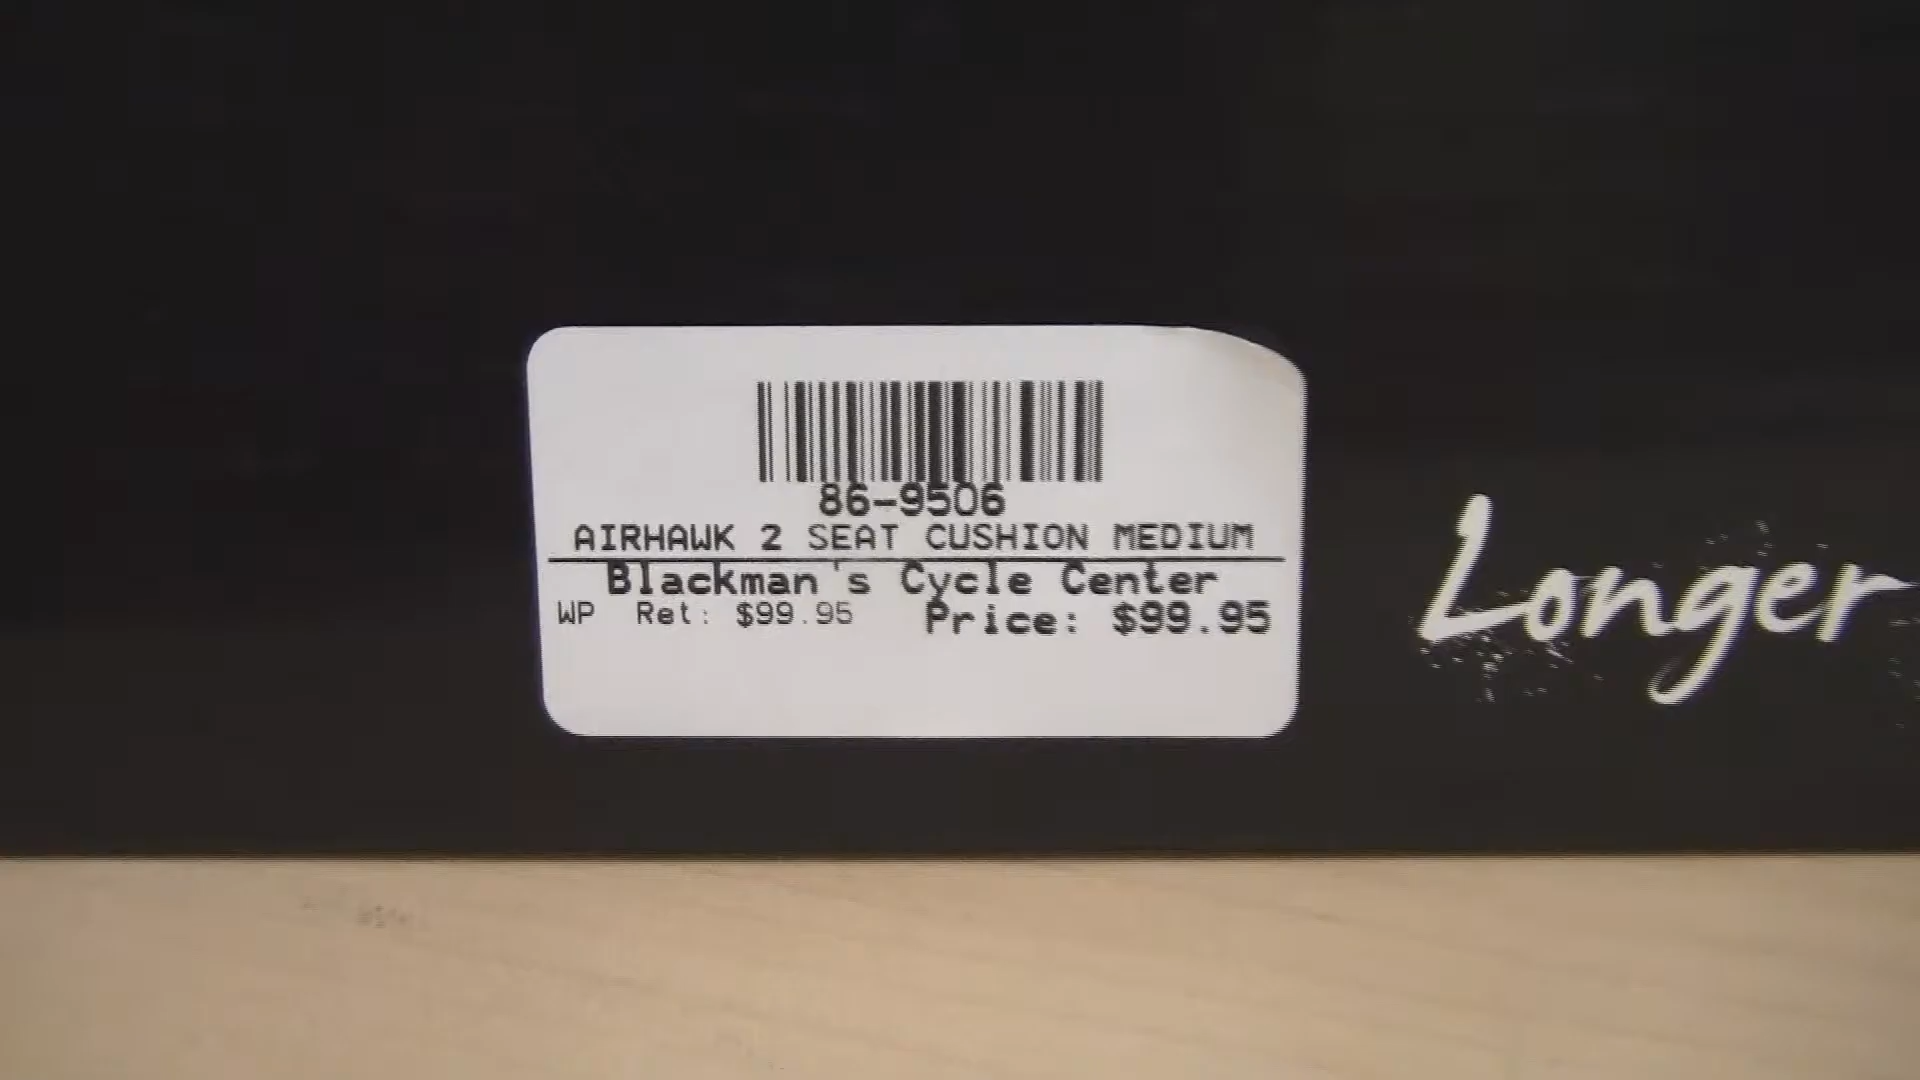 86-9506
AIRHAWK 2 SEAT CUSHION MEDIUM
Blackman's Cycle Center
WP Ret: $99.95 Price: $99.95
Longer